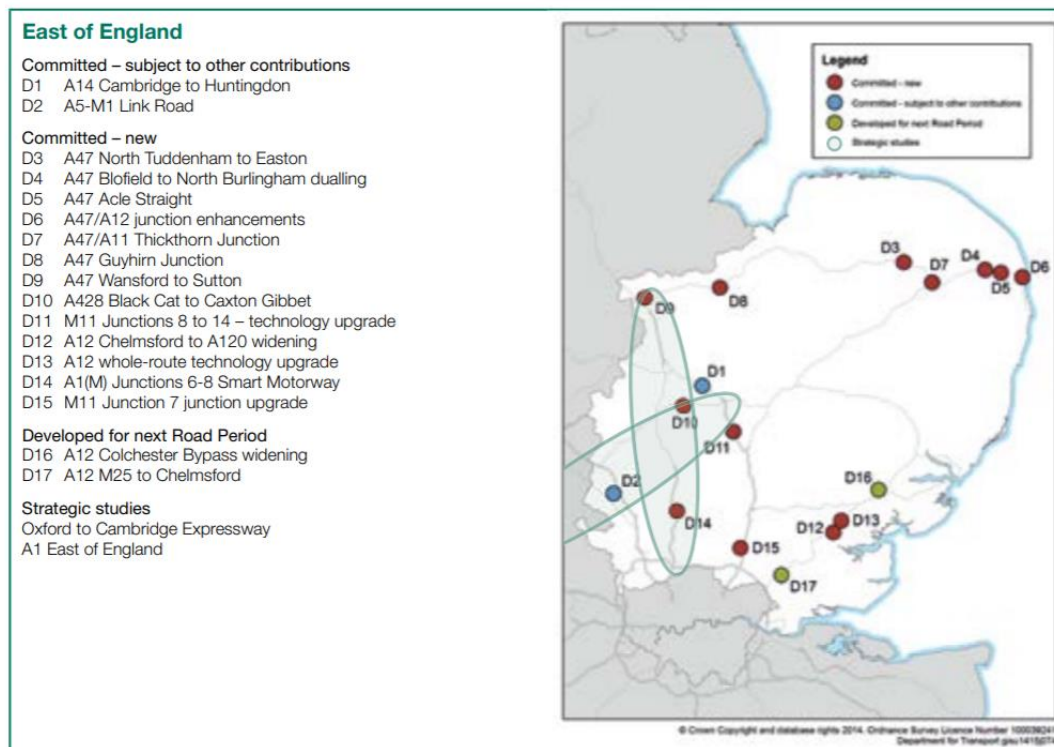 East of England
Committed – subject to other contributions
D1 A14 Cambridge to Huntingdon
D2 A5-M1 Link Road
Committed – new
D3 A47 North Tuddenham to Easton
D4 A47 Blofield to North Burlingham dualling
D5 A47 Acle Straight
D6 A47/A12 junction enhancements
D7 A47/A11 Thickthorn Junction
D8 A47 Guyhirn Junction
D9 A47 Wansford to Sutton
D10 A428 Black Cat to Caxton Gibbet
D11 M11 Junctions 8 to 14 – technology upgrade
D12 A12 Chelmsford to A120 widening
D13 A12 whole-route technology upgrade
D14 A1(M) Junctions 6-8 Smart Motorway
D15 M11 Junction 7 junction upgrade
Developed for next Road Period
D16 A12 Colchester Bypass widening
D17 A12 M25 to Chelmsford
Strategic studies
Oxford to Cambridge Expressway
A1 East of England
Legend
Committed - new
Committed - subject to other contributions
Developed for next Road Period
Strategic studies
D3
D4
D7
D5
D6
D8
D9
D1
D10
D11
D2
D16
D14
D13
D12
D15
D17
© Crown Copyright and database rights 2014. Ordnance Survey Licence Number 100039241
Department for Transport